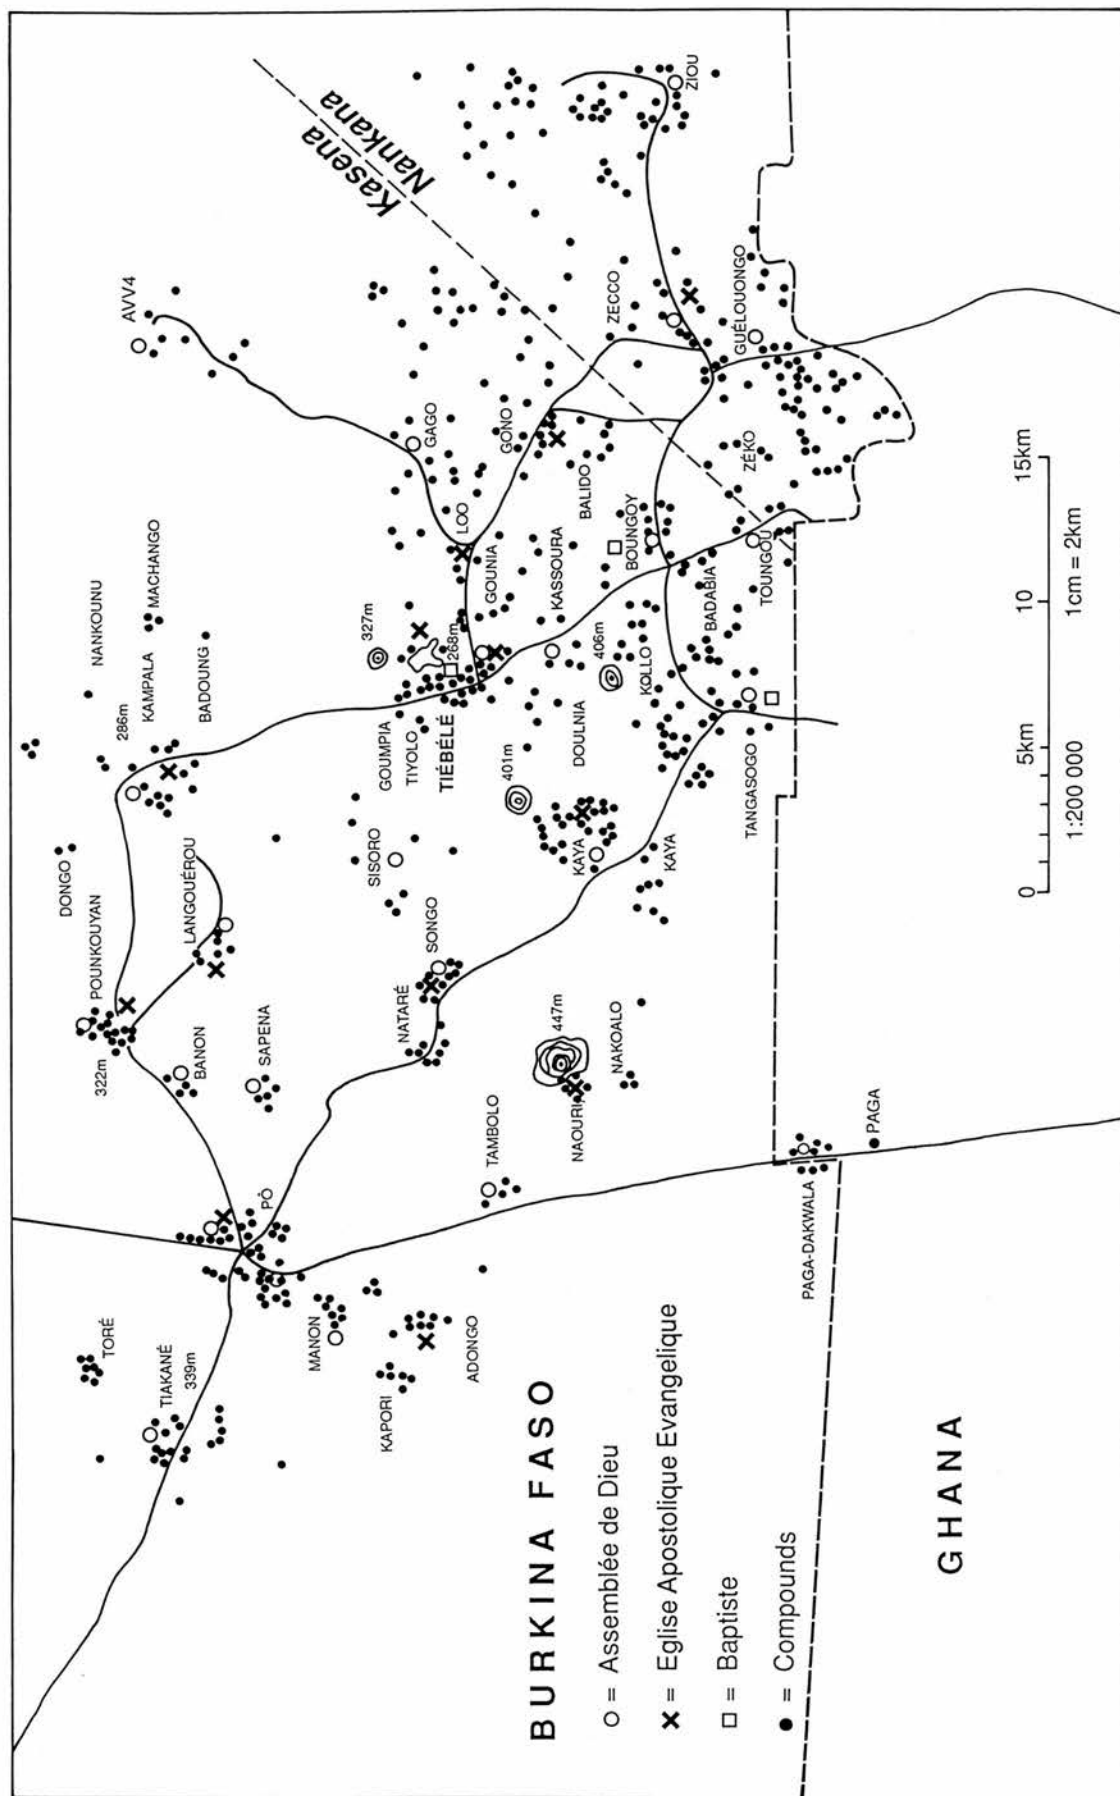 TORÉ
TIAKANÉ
339m
MANON
KAPORI
ADONGO
PÔ
TAMBOLO
BANON
SAPENA
322m
POUNKOUYAN
DONGO
LANGOUÉROU
NATARÉ
SONGO
SISORO
NAOURI
447m
NAKOALO
KAYA
KAYA
401m
DOULNIA
406m
KOLLO
NANKOUNU
286m
KAMPALA
MACHANGO
BADOUNG
GOUMPIA
TIYOLO
TIÉBÉLÉ
327m
268m
GOUNIA
LOO
KASSOURA
BALIDO
BOUNGOY
BADABIA
TOUNGOU
TANGASOGO
AVV4
GAGO
GONO
ZECCO
ZÉKO
GUÉLOUONGO
ZIOU
Kasena
Nankana
PAGA-DAKWALA
PAGA
BURKINA FASO
O = Assemblée de Dieu
✖ = Eglise Apostolique Evangelique
□ = Baptiste
● = Compounds
GHANA
0 5km 10 15km
1:200 000 1cm = 2km